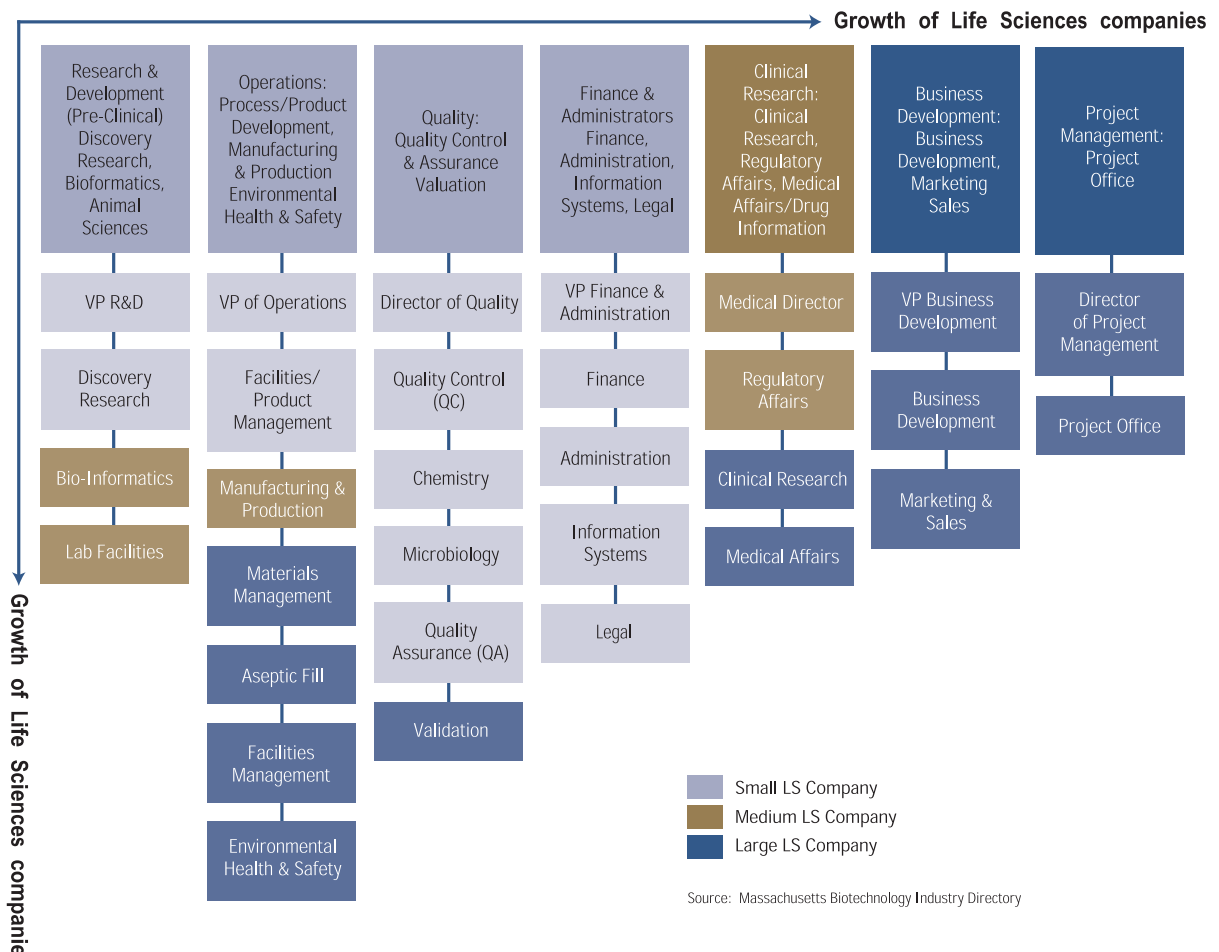 Growth of Life Sciences companies
Research &
Development
(Pre-Clinical)
Discovery
Research,
Bioformatics,
Animal
Sciences
VP R&D
Discovery
Research
Bio-Informatics
Lab Facilities
Operations:
Process/Product
Development,
Manufacturing
& Production
Environmental
Health & Safety
VP of Operations
Facilities/
Product
Management
Manufacturing &
Production
Materials
Management
Aseptic Fill
Facilities
Management
Environmental
Health & Safety
Quality:
Quality Control
& Assurance
Valuation
Director of Quality
Quality Control
(QC)
Chemistry
Microbiology
Quality
Assurance (QA)
Validation
Finance &
Administrators
Finance,
Administration,
Information
Systems, Legal
VP Finance &
Administration
Finance
Administration
Information
Systems
Legal
Clinical
Research:
Clinical
Research,
Regulatory
Affairs, Medical
Affairs/Drug
Information
Medical Director
Regulatory
Affairs
Clinical Research
Medical Affairs
Business
Development:
Business
Development,
Marketing
Sales
VP Business
Development
Business
Development
Marketing &
Sales
Project
Management:
Project
Office
Director
of Project
Management
Project Office
Growth of Life Sciences companie
Small LS Company
Medium LS Company
Large LS Company
Source: Massachusetts Biotechnology Industry Directory